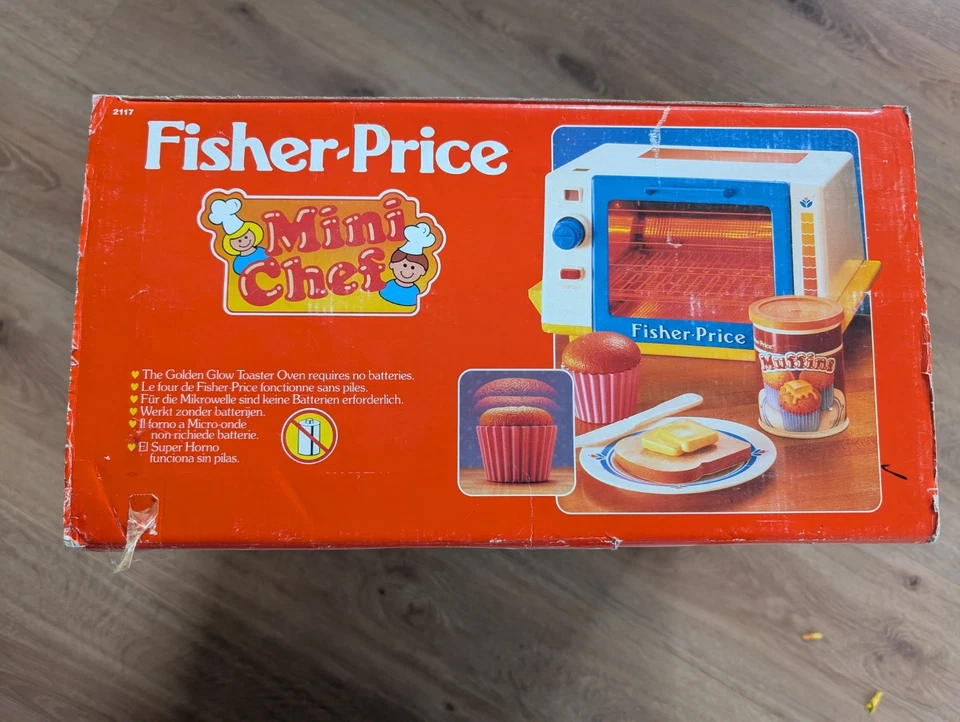 2117
Fisher-Price
Mini
Chef
The Golden Glow Toaster Oven requires no batteries.
Le four de Fisher-Price fonctionne sans piles.
Für die Mikrowelle sind keine Batterien erforderlich.
Werkt zonder batterijen.
Il forno a Micro-onde
non richiede batterie.
El Super Horno
funciona sin pilas.
Fisher-Price
Muffins